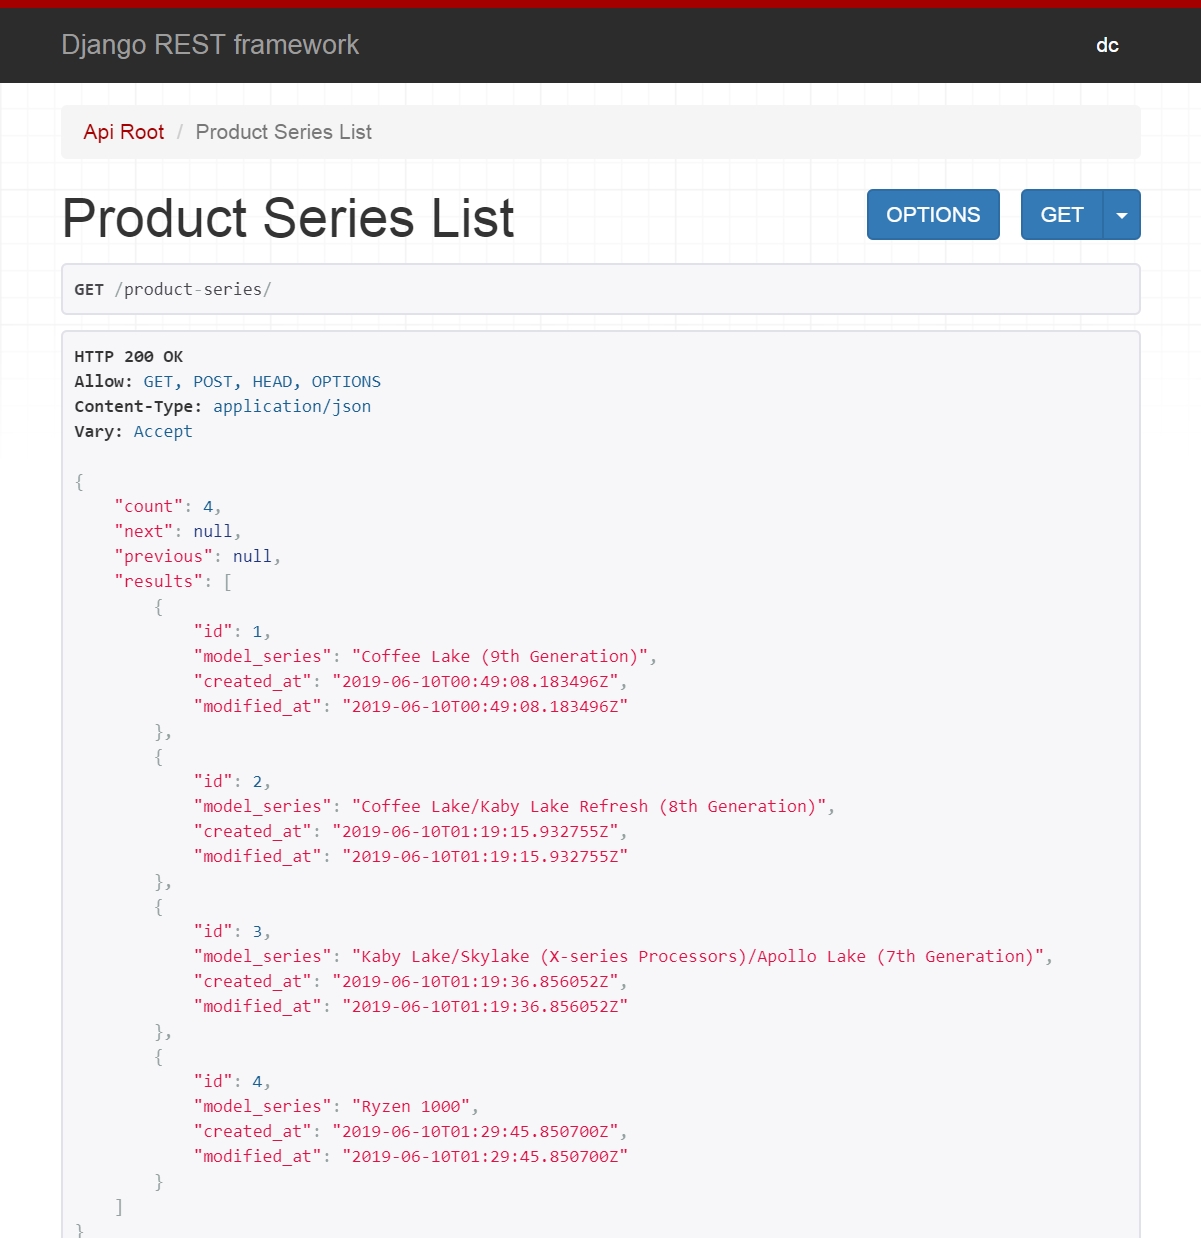 Django REST framework dc
Api Root / Product Series List
Product Series List OPTIONS GET
GET /product-series/
HTTP 200 OK
Allow: GET, POST, HEAD, OPTIONS
Content-Type: application/json
Vary: Accept
{
    "count": 4,
    "next": null,
    "previous": null,
    "results": [
        {
            "id": 1,
            "model_series": "Coffee Lake (9th Generation)",
            "created_at": "2019-06-10T00:49:08.183496Z",
            "modified_at": "2019-06-10T00:49:08.183496Z"
        },
        {
            "id": 2,
            "model_series": "Coffee Lake/Kaby Lake Refresh (8th Generation)",
            "created_at": "2019-06-10T01:19:15.932755Z",
            "modified_at": "2019-06-10T01:19:15.932755Z"
        },
        {
            "id": 3,
            "model_series": "Kaby Lake/Skylake (X-series Processors)/Apollo Lake (7th Generation)",
            "created_at": "2019-06-10T01:19:36.856052Z",
            "modified_at": "2019-06-10T01:19:36.856052Z"
        },
        {
            "id": 4,
            "model_series": "Ryzen 1000",
            "created_at": "2019-06-10T01:29:45.850700Z",
            "modified_at": "2019-06-10T01:29:45.850700Z"
        }
    ]
}